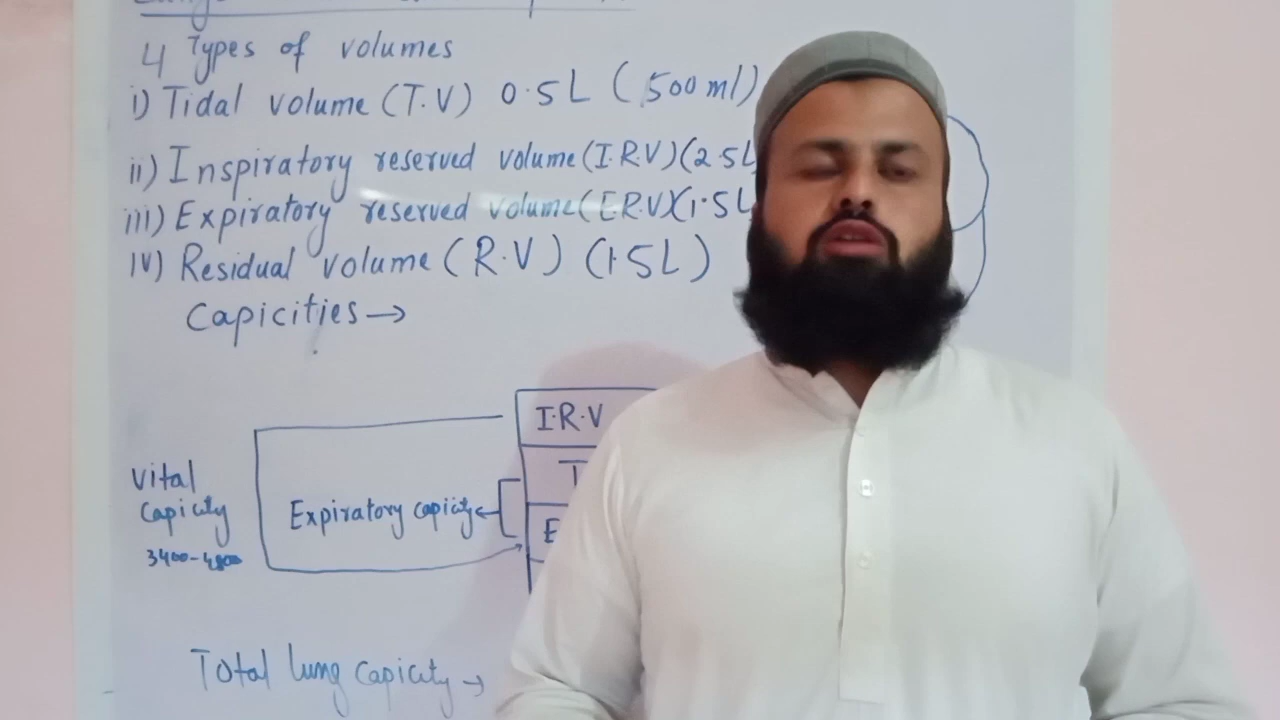 4 Types of volumes
i) Tidal volume (T.V) 0.5L (500 ml)
ii) Inspiratory reserved volume (I.R.V) (2.5L
iii) Expiratory reserved volume (E.R.V)(1.5L
iv) Residual volume (R.V) (1.5L)
Capicities →
I.R.V
T
Vital
Capicity
3400-4800
Expiratory capicity
E
Total lung capicity →